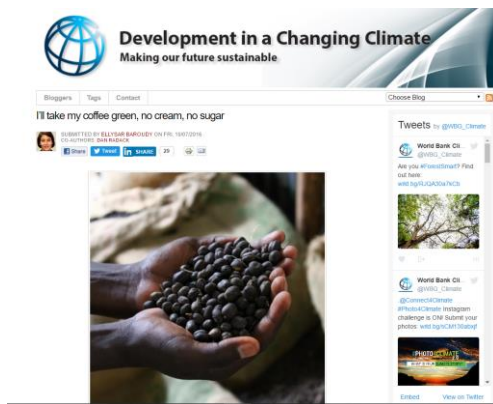 Development in a Changing Climate
Making our future sustainable
Bloggers Tags Contact
Choose Blog
I'll take my coffee green, no cream, no sugar
SUBMITTED BY ELLYSAR BAROUDY ON FRI, 10/07/2016
CO-AUTHORS: DAN RADACK
Share Tweet SHARE
Tweets by @WBG_Climate
World Bank Cli...
@WBG_Climate
Are you #ForestSmart? Find
out here:
World Bank Cli...
@WBG_Climate
.@Connect4Climate
#Photo4Climate Instagram
challenge is ON! Submit your
photos:
Embed View on Twitter